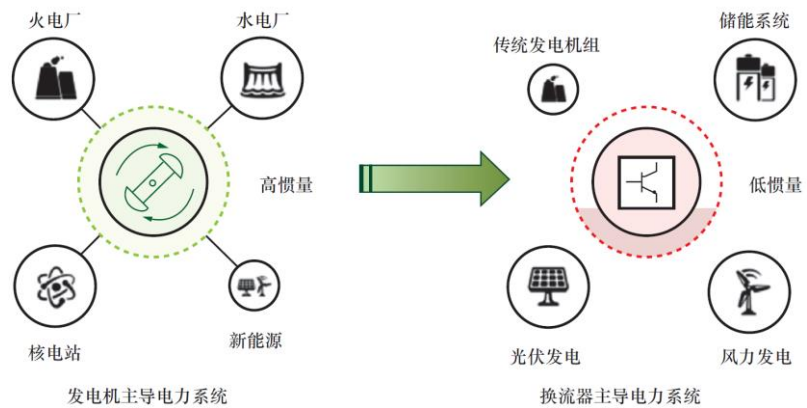 火电厂
水电厂
高惯量
核电站
新能源
发电机主导电力系统
传统发电机组
储能系统
低惯量
光伏发电
风力发电
换流器主导电力系统